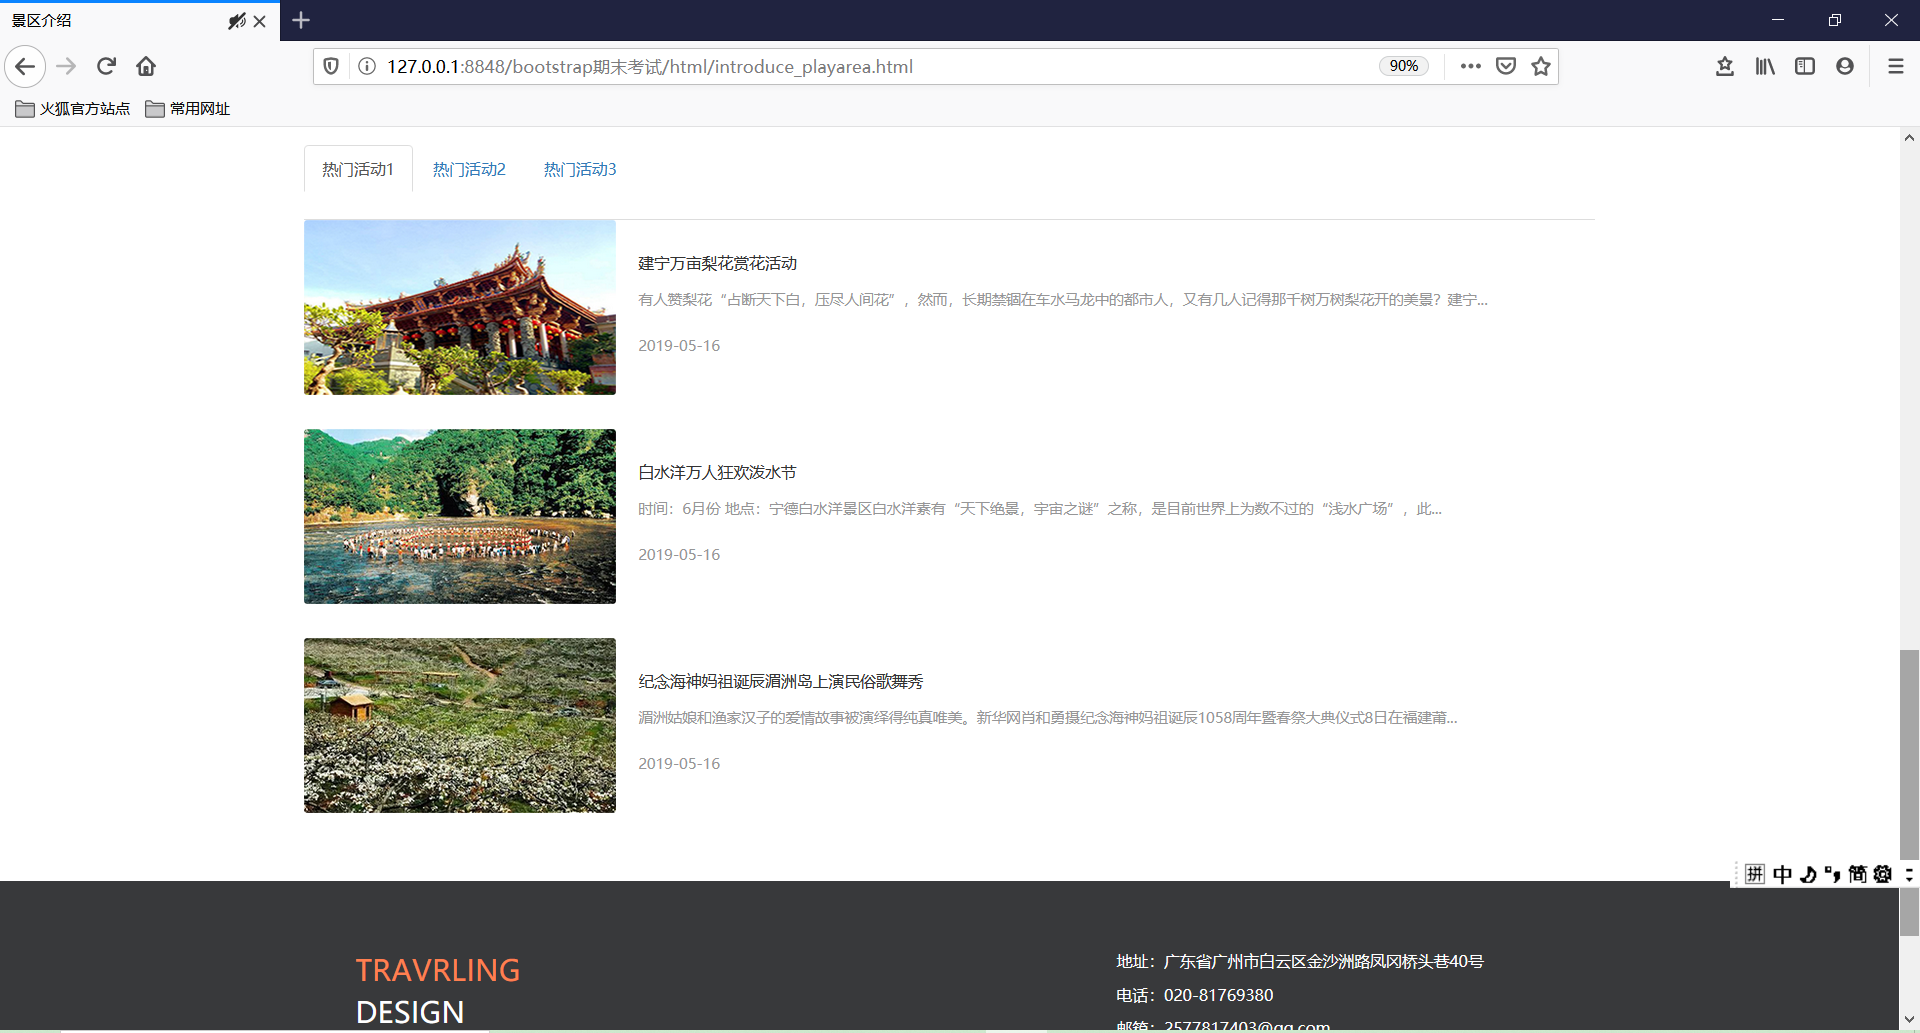 景区介绍
127.0.0.1:8848/bootstrap期末考试/html/introduce_playarea.html
90%
火狐官方站点 常用网址
热门活动1 热门活动2 热门活动3
建宁万亩梨花赏花活动
有人赞梨花“占断天下白，压尽人间花”，然而，长期禁锢在车水马龙中的都市人，又有几人记得那千树万树梨花开的美景？建宁...
2019-05-16
白水洋万人狂欢泼水节
时间：6月份 地点：宁德白水洋景区白水洋素有“天下绝景，宇宙之谜”之称，是目前世界上为数不过的“浅水广场”，此...
2019-05-16
纪念海神妈祖诞辰湄洲岛上演民俗歌舞秀
湄洲姑娘和渔家汉子的爱情故事被演绎得纯真唯美。新华网肖和勇摄纪念海神妈祖诞辰1058周年暨春祭大典仪式8日在福建莆...
2019-05-16
拼 中 简
TRAVRLING
DESIGN
地址：广东省广州市白云区金沙洲路凤冈桥头巷40号
电话：020-81769380
邮箱：2577817403@qq.com